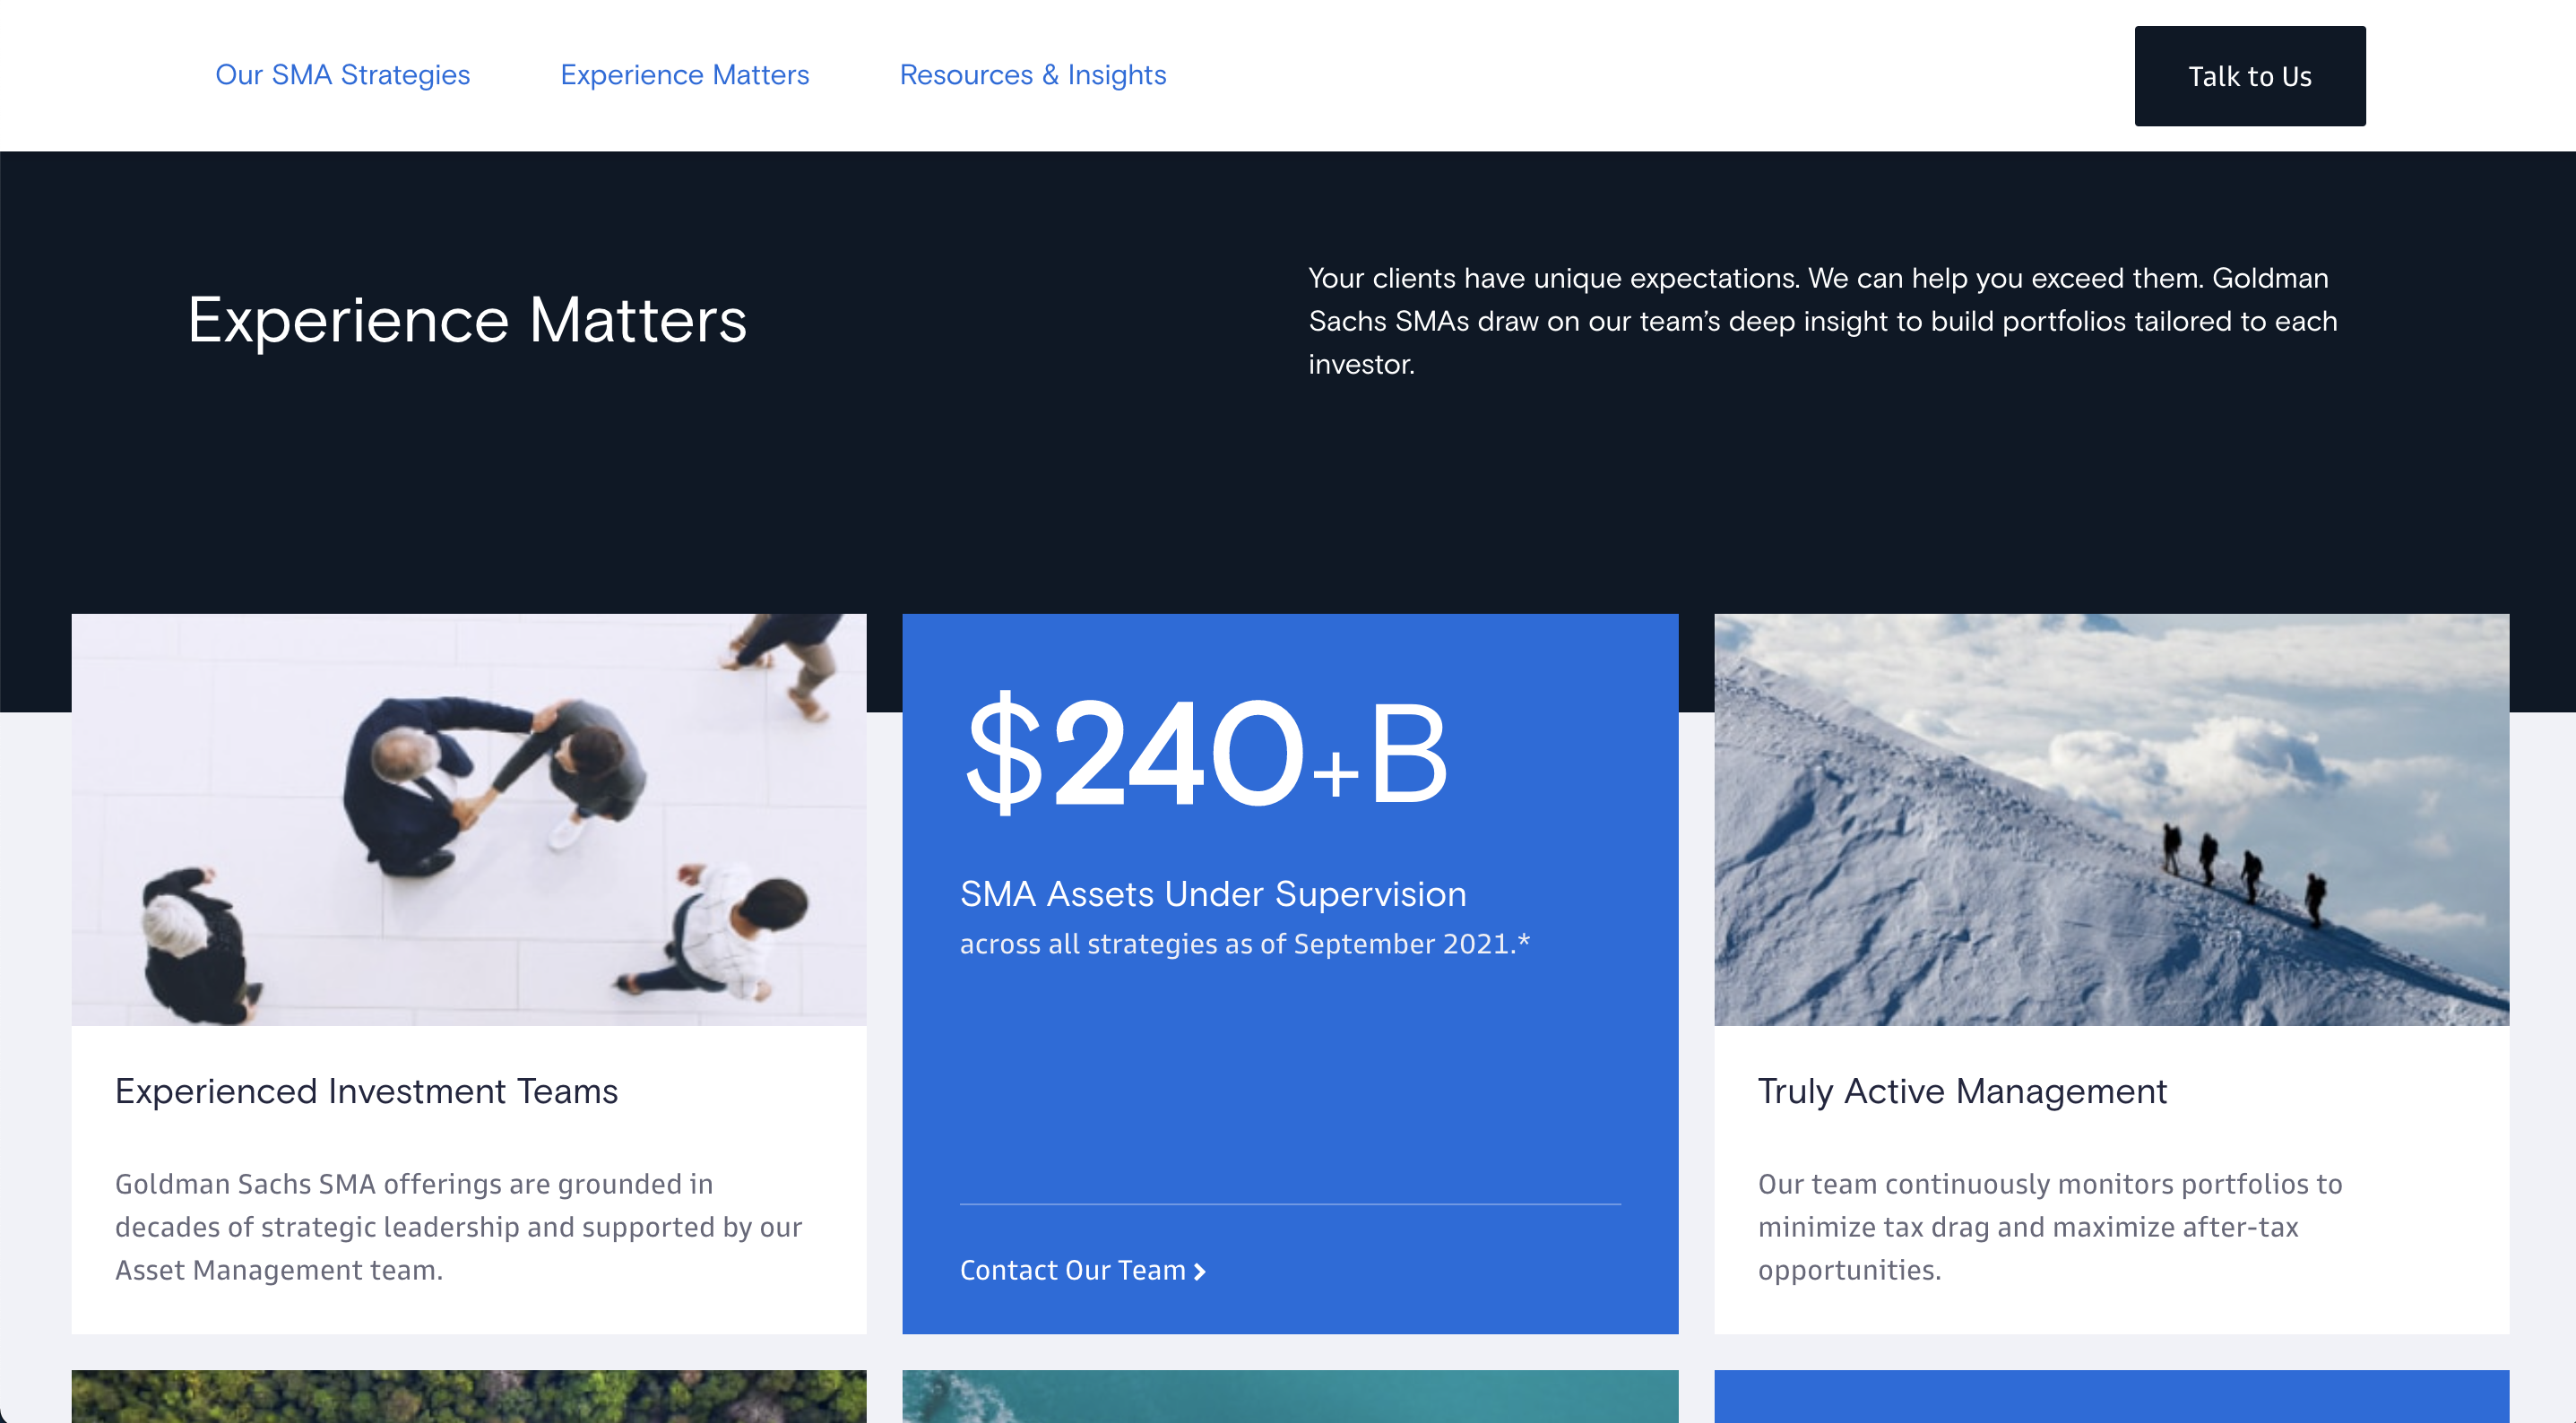 Our SMA Strategies
Experience Matters
Resources & Insights
Talk to Us
Experience Matters
Your clients have unique expectations. We can help you exceed them. Goldman
Sachs SMAs draw on our team’s deep insight to build portfolios tailored to each
investor.
Experienced Investment Teams
Goldman Sachs SMA offerings are grounded in
decades of strategic leadership and supported by our
Asset Management team.
$240+B
SMA Assets Under Supervision
across all strategies as of September 2021.*
Contact Our Team
Truly Active Management
Our team continuously monitors portfolios to
minimize tax drag and maximize after-tax
opportunities.